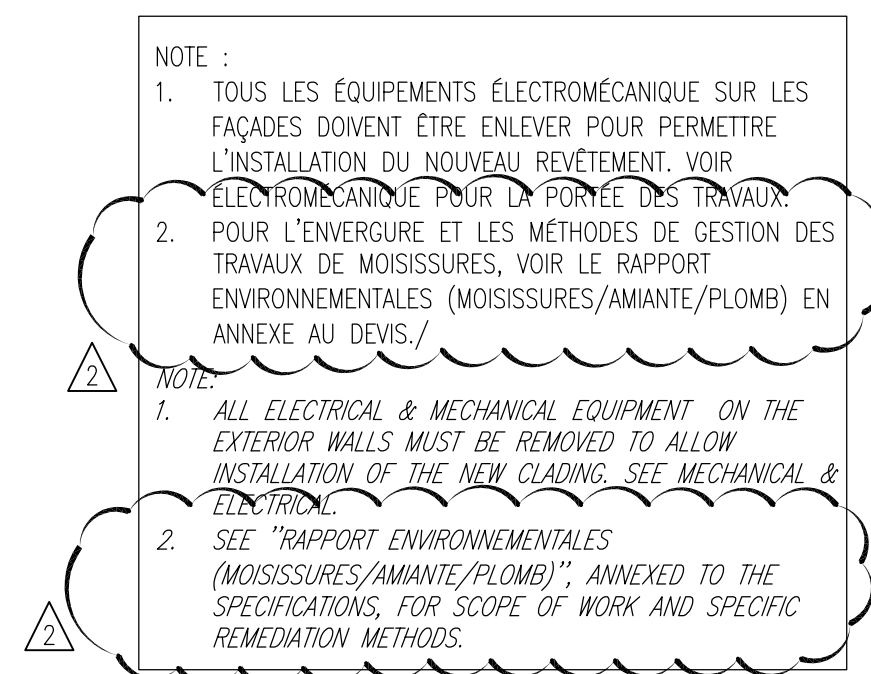 NOTE :
1. TOUS LES ÉQUIPEMENTS ÉLECTROMÉCANIQUE SUR LES
FAÇADES DOIVENT ÊTRE ENLEVER POUR PERMETTRE
L'INSTALLATION DU NOUVEAU REVÊTEMENT. VOIR
ÉLECTROMÉCANIQUE POUR LA PORTÉE DES TRAVAUX.
2. POUR L'ENVERGURE ET LES MÉTHODES DE GESTION DES
TRAVAUX DE MOISISSURES, VOIR LE RAPPORT
ENVIRONNEMENTALES (MOISISSURES/AMIANTE/PLOMB) EN
ANNEXE AU DEVIS./
2
NOTE:
1. ALL ELECTRICAL & MECHANICAL EQUIPMENT ON THE
EXTERIOR WALLS MUST BE REMOVED TO ALLOW
INSTALLATION OF THE NEW CLADING. SEE MECHANICAL &
ELECTRICAL.
2. SEE "RAPPORT ENVIRONNEMENTALES
(MOISISSURES/AMIANTE/PLOMB)", ANNEXED TO THE
SPECIFICATIONS, FOR SCOPE OF WORK AND SPECIFIC
REMEDIATION METHODS.
2